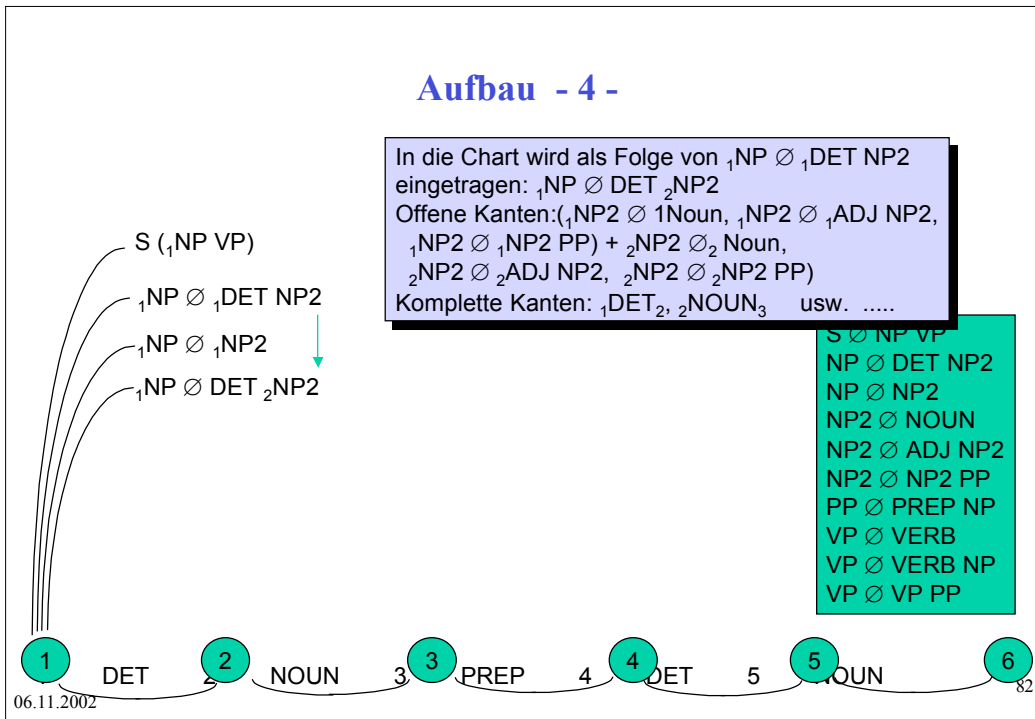 Aufbau - 4 -
In die Chart wird als Folge von ₁NP ∅ ₁DET NP2
eingetragen: ₁NP ∅ DET ₂NP2
Offene Kanten:(₁NP2 ∅ 1Noun, ₁NP2 ∅ ₁ADJ NP2,
₁NP2 ∅ ₁NP2 PP) + ₂NP2 ∅₂ Noun,
₂NP2 ∅ ₂ADJ NP2, ₂NP2 ∅ ₂NP2 PP)
Komplette Kanten: ₁DET₂, ₂NOUN₃ usw. .....
S (₁NP VP)
₁NP ∅ ₁DET NP2
₁NP ∅ ₁NP2
₁NP ∅ DET ₂NP2
S ∅ NP VP
NP ∅ DET NP2
NP ∅ NP2
NP2 ∅ NOUN
NP2 ∅ ADJ NP2
NP2 ∅ NP2 PP
PP ∅ PREP NP
VP ∅ VERB
VP ∅ VERB NP
VP ∅ VP PP
1 DET 2 2 NOUN 3 3 PREP 4 4 DET 5 5 NOUN 6
06.11.2002 82